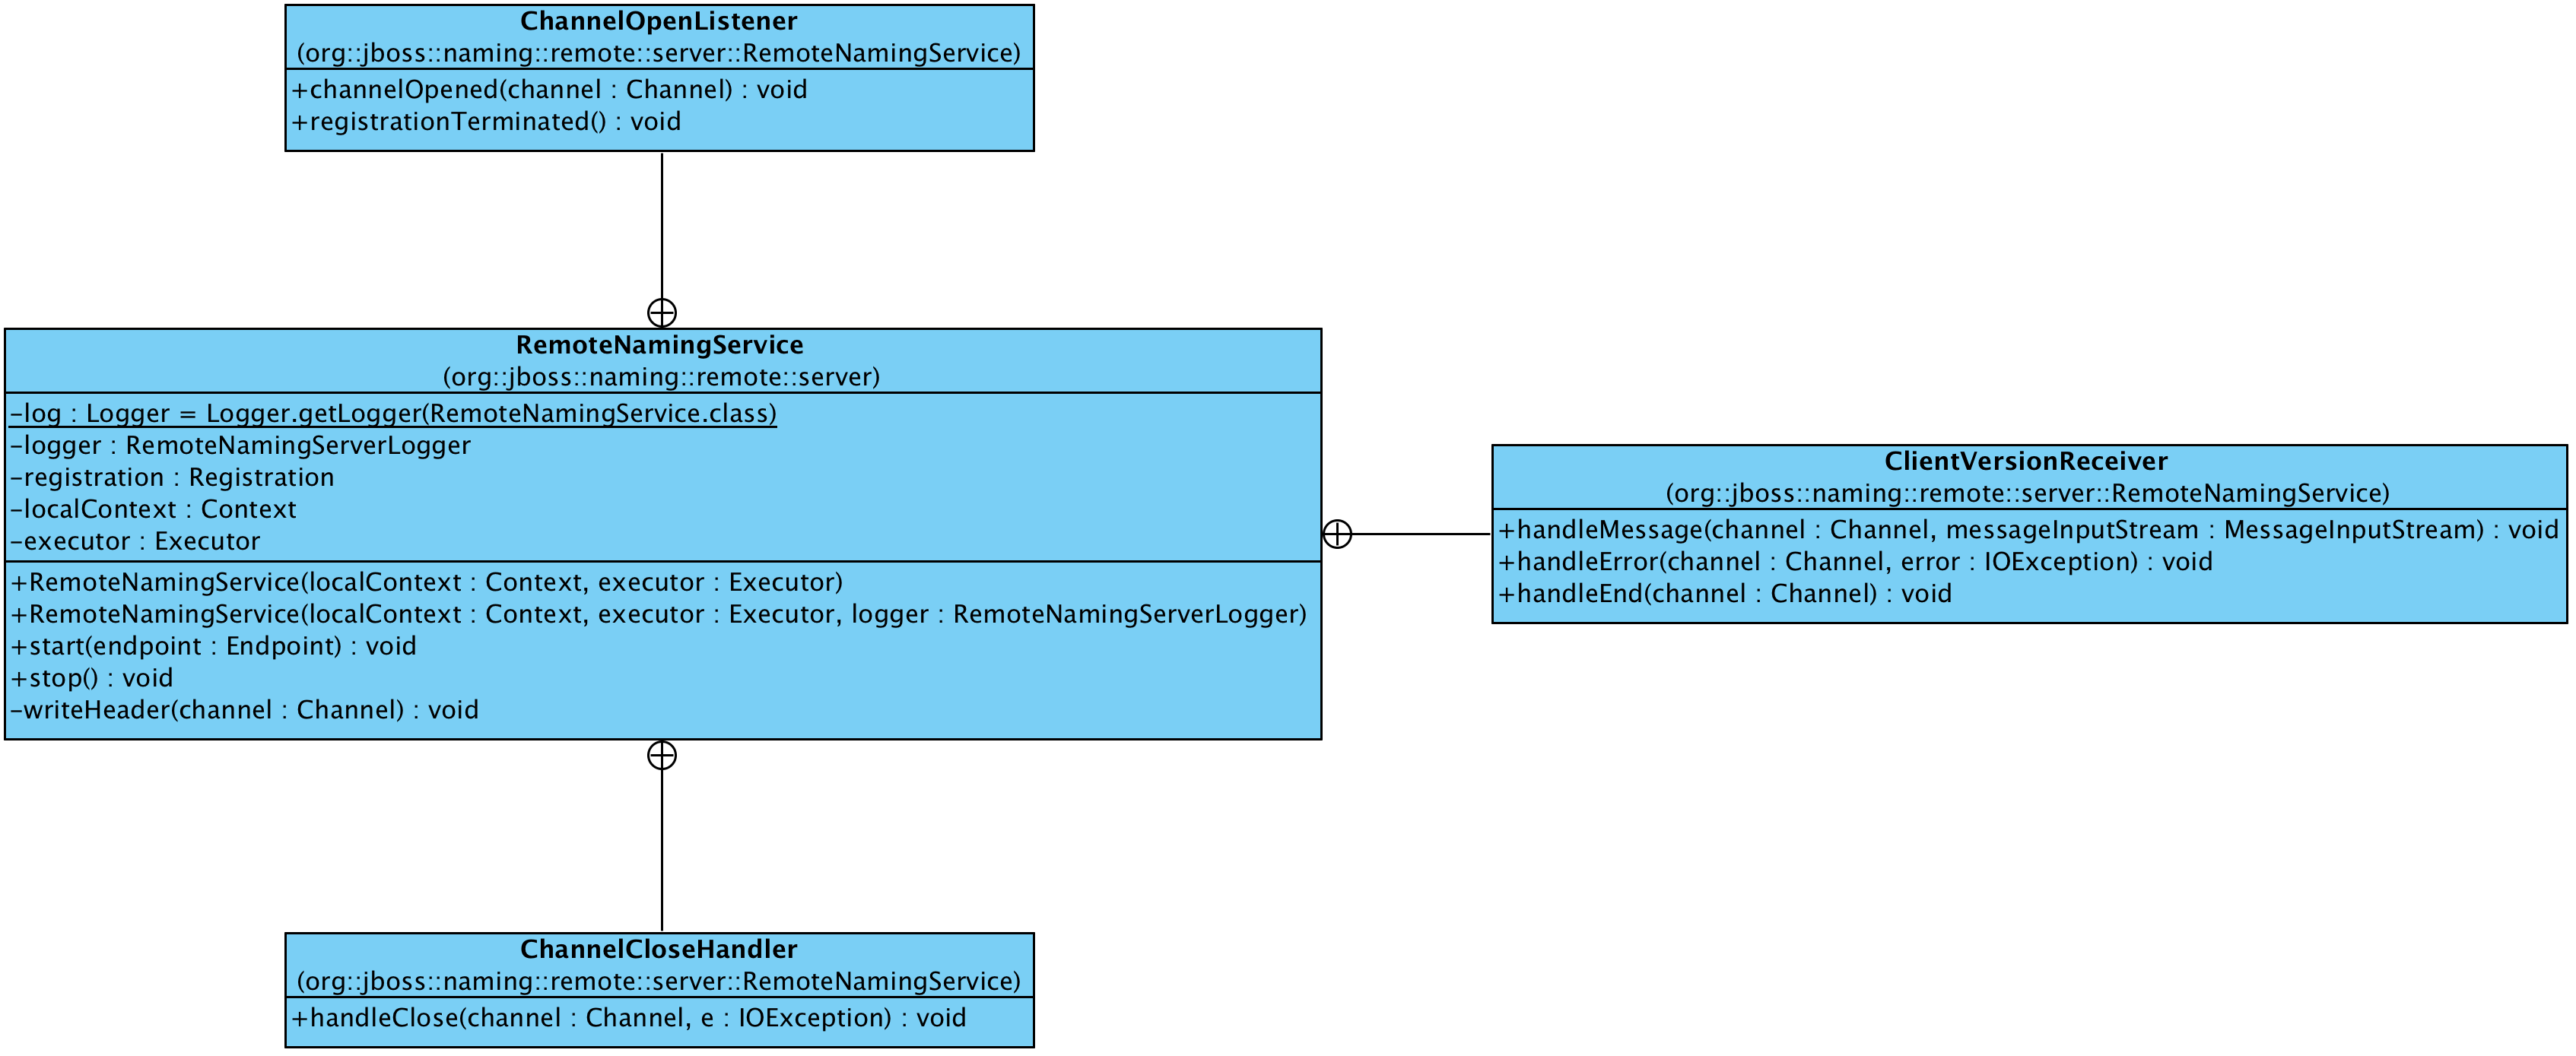 ChannelOpenListener
(org::jboss::naming::remote::server::RemoteNamingService)
+channelOpened(channel : Channel) : void
+registrationTerminated() : void
RemoteNamingService
(org::jboss::naming::remote::server)
-log : Logger = Logger.getLogger(RemoteNamingService.class)
-logger : RemoteNamingServerLogger
-registration : Registration
-localContext : Context
-executor : Executor
+RemoteNamingService(localContext : Context, executor : Executor)
+RemoteNamingService(localContext : Context, executor : Executor, logger : RemoteNamingServerLogger)
+start(endpoint : Endpoint) : void
+stop() : void
-writeHeader(channel : Channel) : void
ClientVersionReceiver
(org::jboss::naming::remote::server::RemoteNamingService)
+handleMessage(channel : Channel, messageInputStream : MessageInputStream) : void
+handleError(channel : Channel, error : IOException) : void
+handleEnd(channel : Channel) : void
ChannelCloseHandler
(org::jboss::naming::remote::server::RemoteNamingService)
+handleClose(channel : Channel, e : IOException) : void